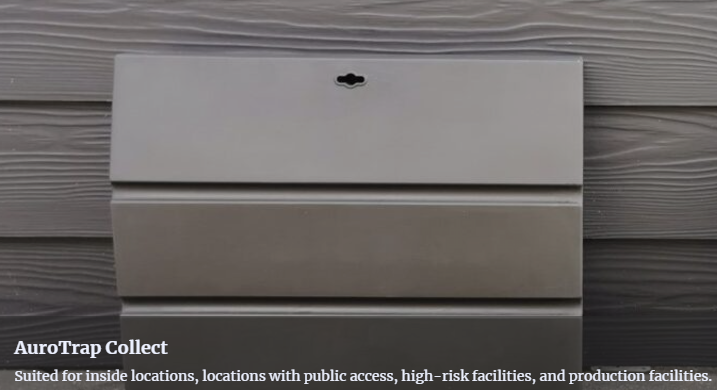 AuroTrap Collect
Suited for inside locations, locations with public access, high-risk facilities, and production facilities